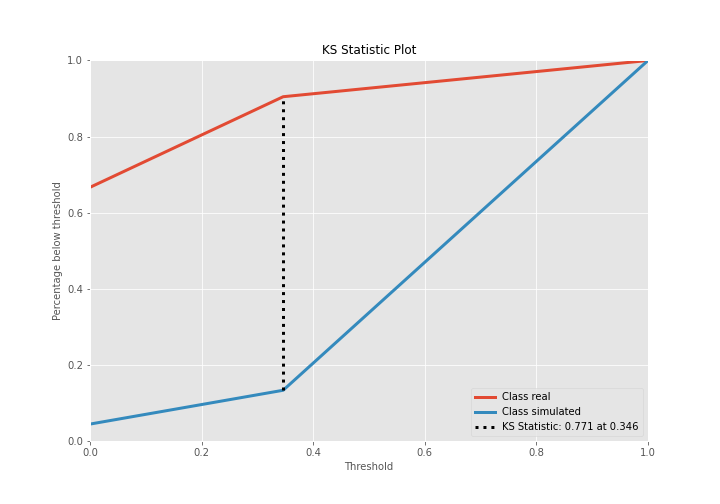 KS Statistic Plot
1.0
0.8
0.6
0.4
0.2
0.0
Percentage below threshold
Class real
Class simulated
KS Statistic: 0.771 at 0.346
0.0 0.2 0.4 0.6 0.8 1.0
Threshold